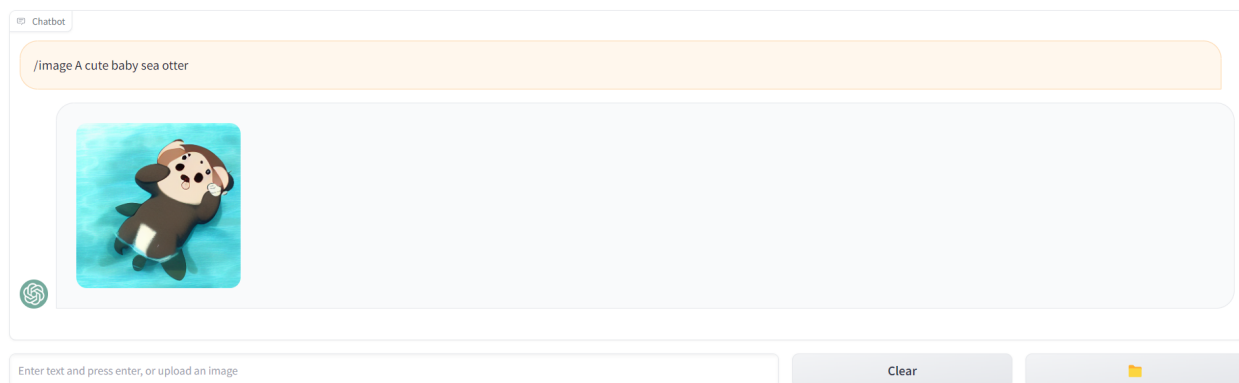 Chatbot
/image A cute baby sea otter
Enter text and press enter, or upload an image
Clear